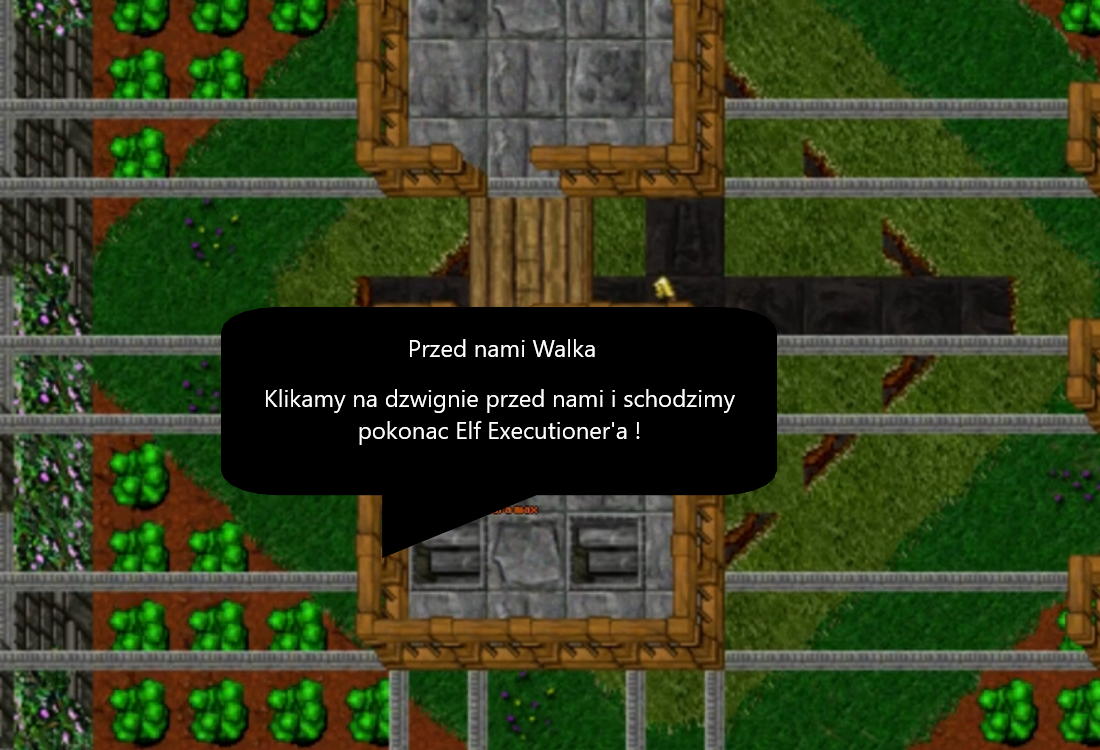 Przed nami Walka
Klikamy na dzwignie przed nami i schodzimy
pokonac Elf Executioner'a !